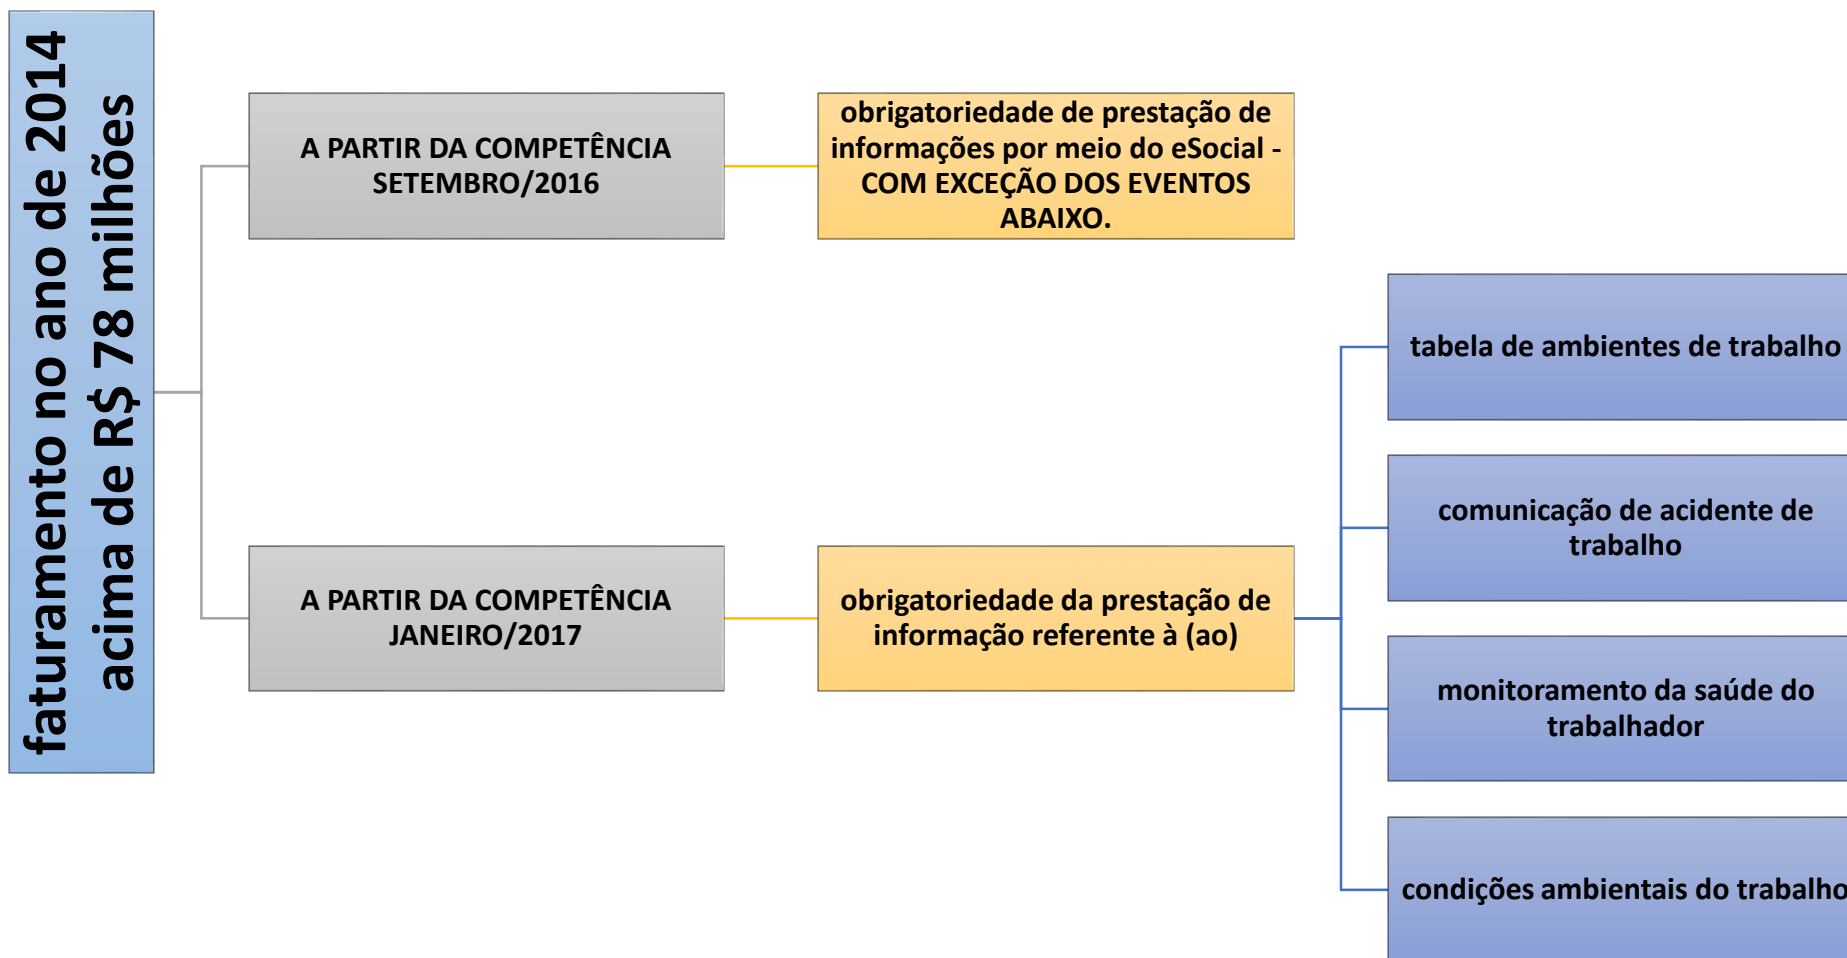 faturamento no ano de 2014
acima de R$ 78 milhões
A PARTIR DA COMPETÊNCIA
SETEMBRO/2016
obrigatoriedade de prestação de
informações por meio do eSocial -
COM EXCEÇÃO DOS EVENTOS
ABAIXO.
A PARTIR DA COMPETÊNCIA
JANEIRO/2017
obrigatoriedade da prestação de
informação referente à (ao)
tabela de ambientes de trabalho
comunicação de acidente de
trabalho
monitoramento da saúde do
trabalhador
condições ambientais do trabalho